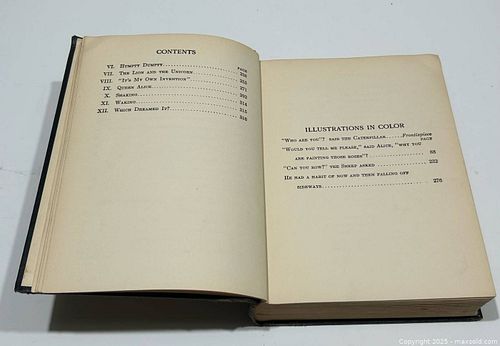 CONTENTS
PAGE
VI. HUMPTY DUMPTY
VII. THE LION AND THE UNICORN
VIII. "IT'S MY OWN INVENTION"
IX. QUEEN ALICE 271
X. SHAKING
XI. WAKING
XII. WHICH DREAMED IT? 316
ILLUSTRATIONS IN COLOR
"WHO ARE YOU"? SAID THE CATERPILLAR Frontispiece
PAGE
"WOULD YOU TELL ME PLEASE," SAID ALICE, "WHY YOU
ARE PAINTING THOSE ROSES"? 88
"CAN YOU ROW?" THE SHEEP ASKED 222
HE HAD A HABIT OF NOW AND THEN FALLING OFF
SIDEWAYS 276
Copyright © 2025 - maxsold.com